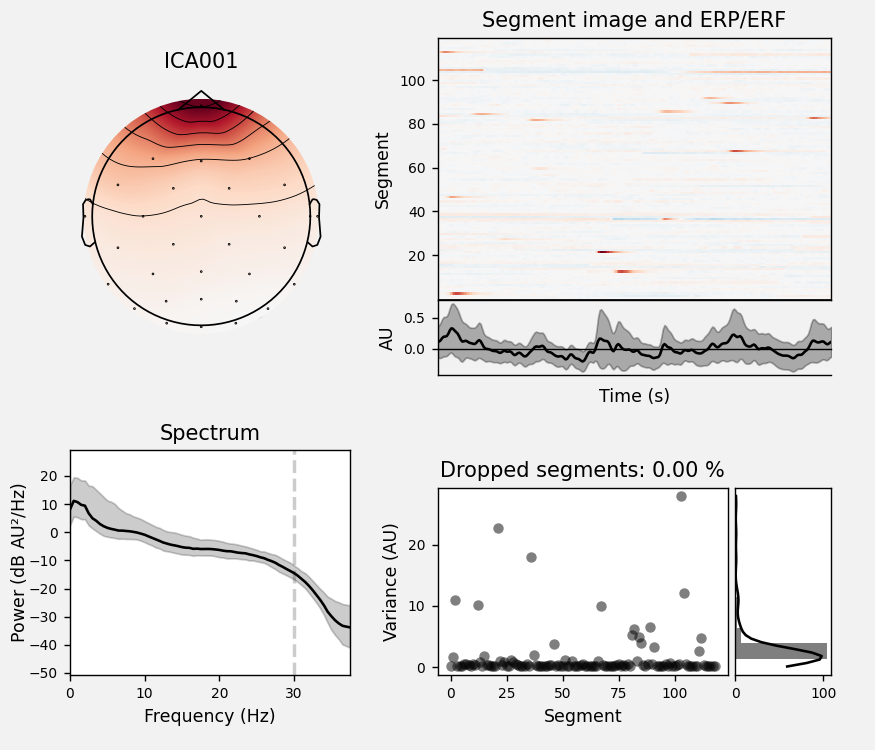 ICA001
Segment image and ERP/ERF
Segment
100
80
60
40
20
AU
0.5
0.0
Time (s)
Spectrum
Power (dB AU²/Hz)
20
10
0
−10
−20
−30
−40
−50
0 10 20 30
Frequency (Hz)
Dropped segments: 0.00 %
Variance (AU)
20
10
0
0 25 50 75 100
Segment
0 100